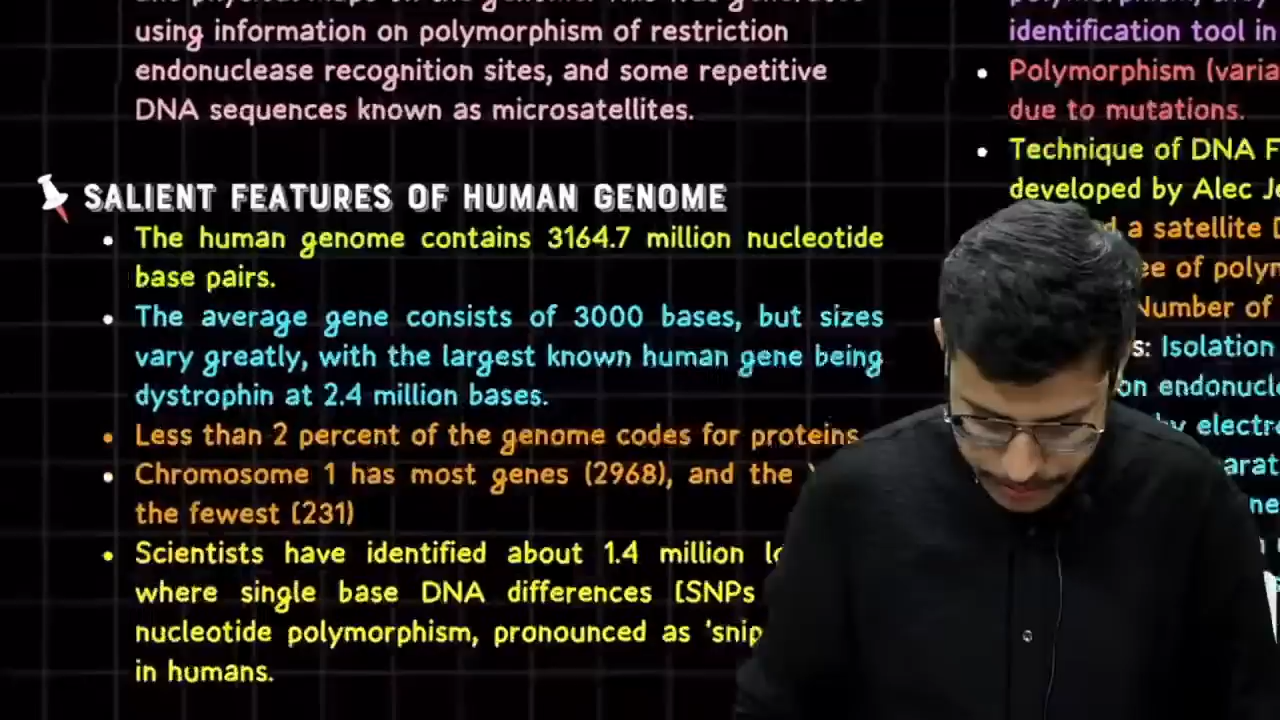 using information on polymorphism of restriction
endonuclease recognition sites, and some repetitive
DNA sequences known as microsatellites.
SALIENT FEATURES OF HUMAN GENOME
• The human genome contains 3164.7 million nucleotide
base pairs.
• The average gene consists of 3000 bases, but sizes
vary greatly, with the largest known human gene being
dystrophin at 2.4 million bases.
• Less than 2 percent of the genome codes for proteins
• Chromosome 1 has most genes (2968), and the
the fewest (231)
• Scientists have identified about 1.4 million
where single base DNA differences (SNPs
nucleotide polymorphism, pronounced as 'snip
in humans.
identification tool in
• Polymorphism
due to mutations.
• Technique of DNA
developed by Alec
a satellite
of
Number of
Isolation
by